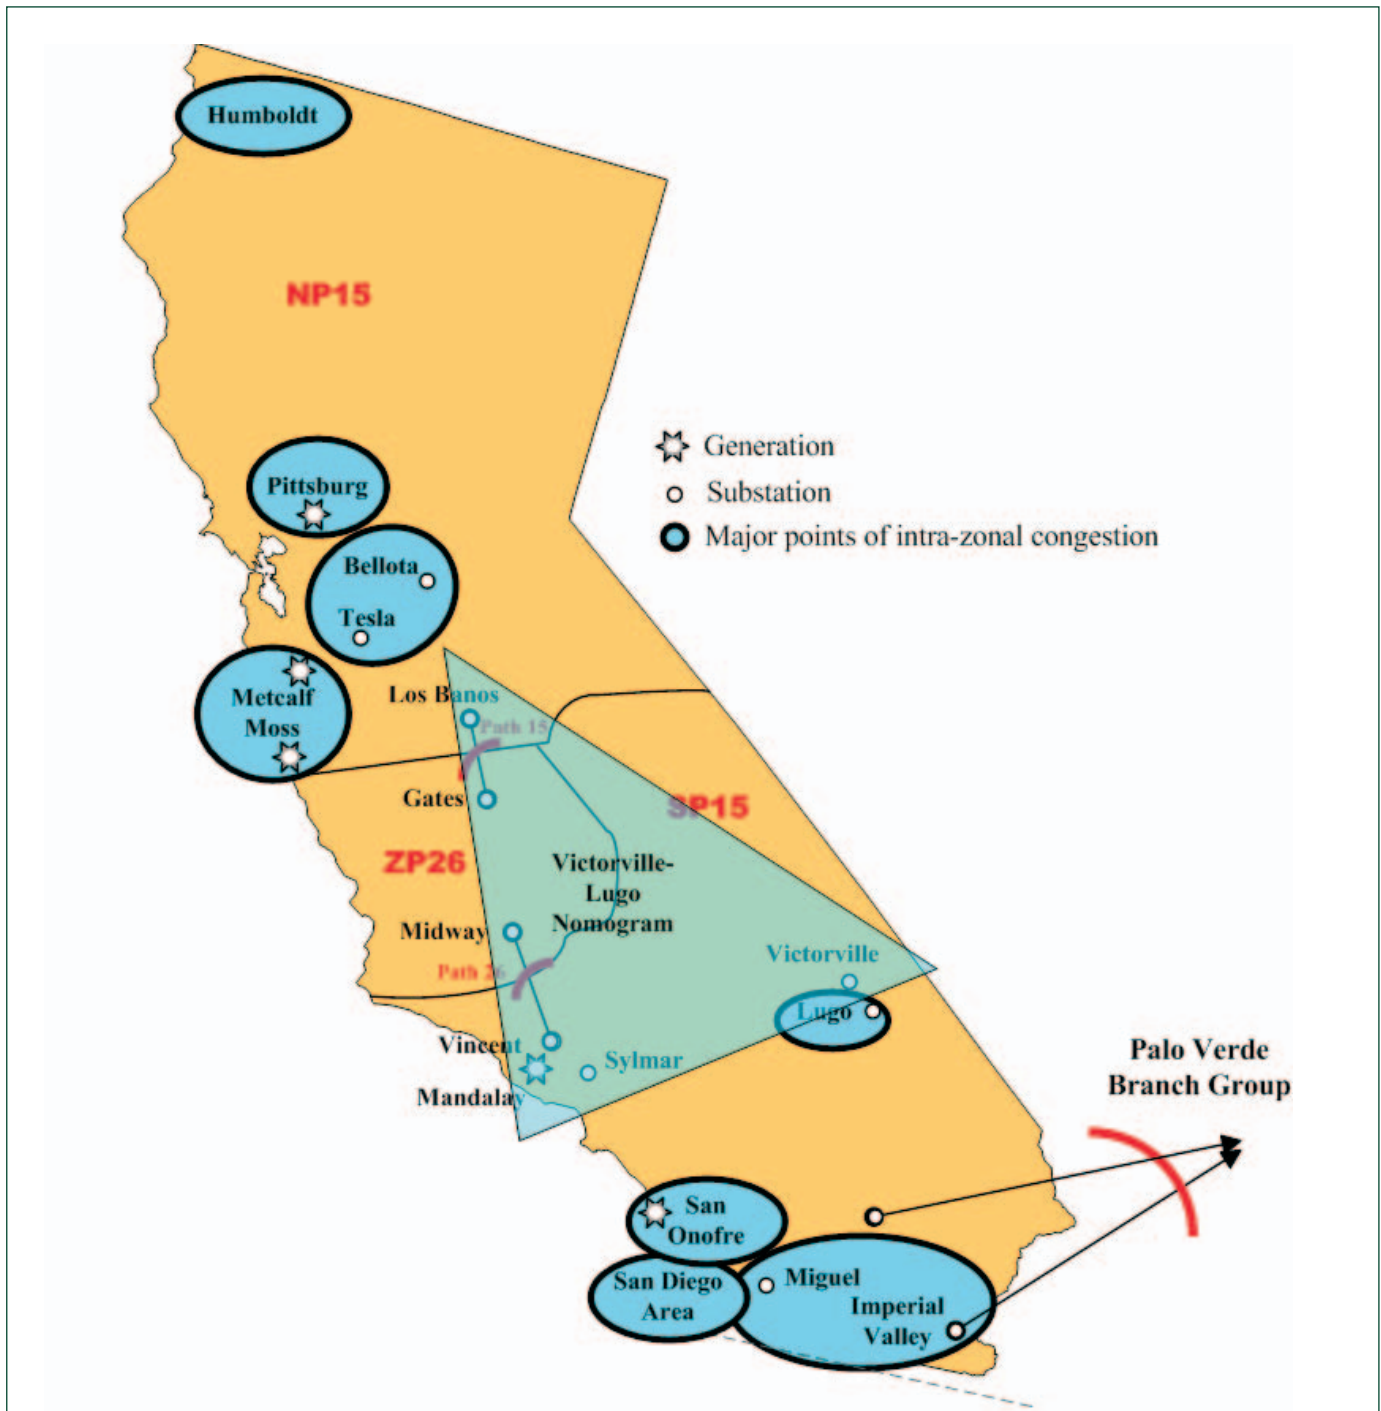 Humboldt
NP15
Generation
Substation
Major points of intra-zonal congestion
Pittsburg
Bellota
Tesla
Metcalf
Moss
Los Banos
Path 15
Gates
SP15
ZP26
Victorville-
Lugo
Nomogram
Midway
Path 26
Victorville
Lugo
Vincent
Sylmar
Mandalay
Palo Verde
Branch Group
San
Onofre
San Diego
Area
Miguel
Imperial
Valley